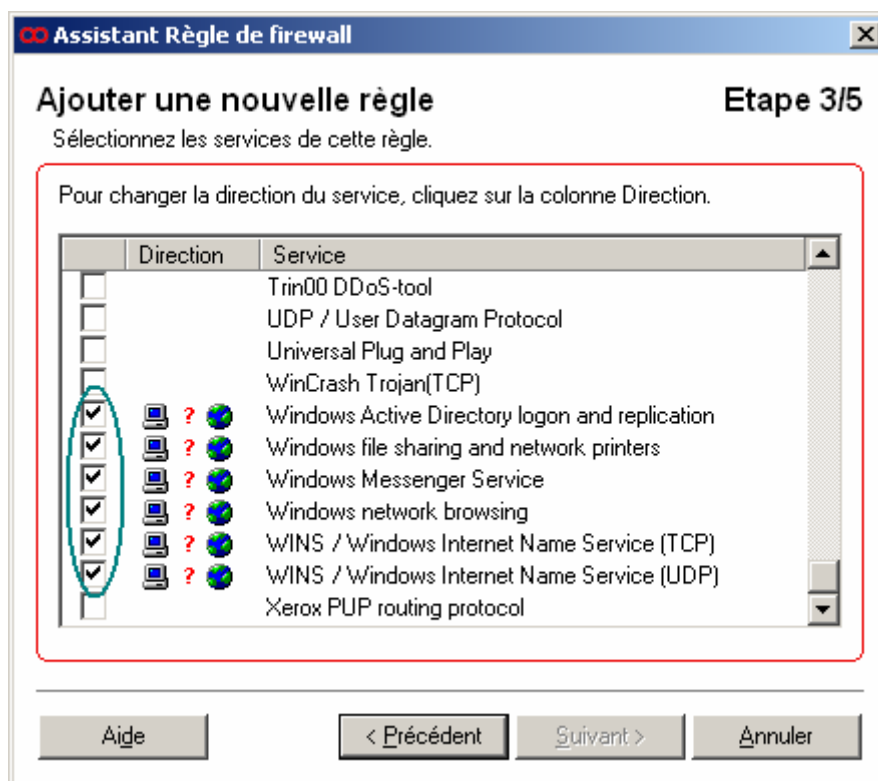 Assistant Règle de firewall
Ajouter une nouvelle règle
Etape 3/5
Sélectionnez les services de cette règle.
Pour changer la direction du service, cliquez sur la colonne Direction.
Direction Service
Trin00 DDoS-tool
UDP / User Datagram Protocol
Universal Plug and Play
WinCrash Trojan(TCP)
? Windows Active Directory logon and replication
? Windows file sharing and network printers
? Windows Messenger Service
? Windows network browsing
? WINS / Windows Internet Name Service (TCP)
? WINS / Windows Internet Name Service (UDP)
Xerox PUP routing protocol
Aide < Précédent Suivant > Annuler